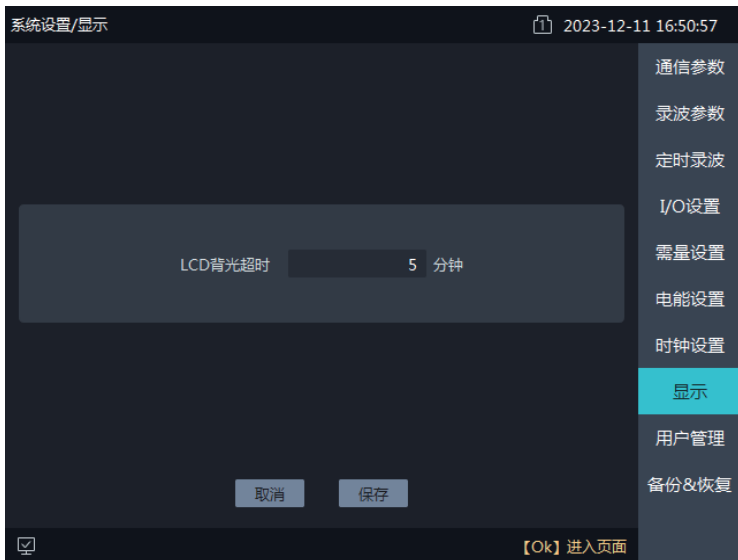 系统设置/显示
1 2023-12-11 16:50:57
通信参数
录波参数
定时录波
I/O设置
需量设置
电能设置
时钟设置
显示
用户管理
备份&恢复
LCD背光超时 5 分钟
取消 保存
【Ok】进入页面